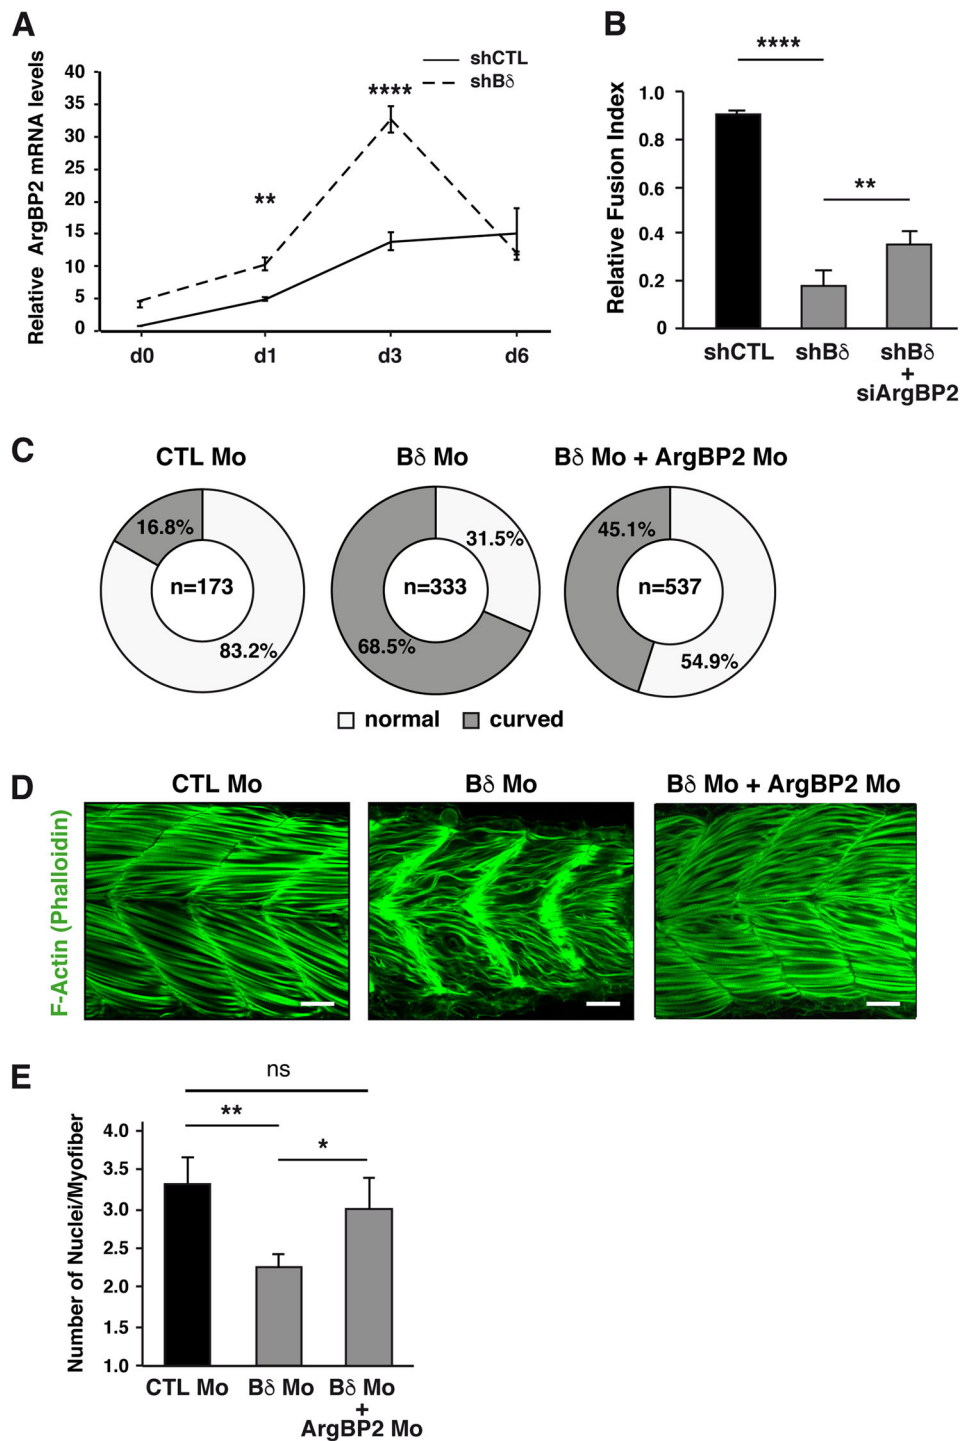 A
Relative ArgBP2 mRNA levels
shCTL
shBδ
40
35
30
25
20
15
10
5
0
**
****
d0 d1 d3 d6
B
Relative Fusion Index
****
**
1.0
0.8
0.6
0.4
0.2
0
shCTL shBδ shBδ
+
siArgBP2
C
CTL Mo Bδ Mo Bδ Mo + ArgBP2 Mo
16.8%
n=173
83.2%
31.5%
n=333
68.5%
45.1%
n=537
54.9%
normal curved
D
CTL Mo Bδ Mo Bδ Mo + ArgBP2 Mo
F-Actin (Phalloidin)
E
Number of Nuclei/Myofiber
ns
**
*
4.0
3.5
3.0
2.5
2.0
1.5
1.0
CTL Mo Bδ Mo Bδ Mo
+
ArgBP2 Mo